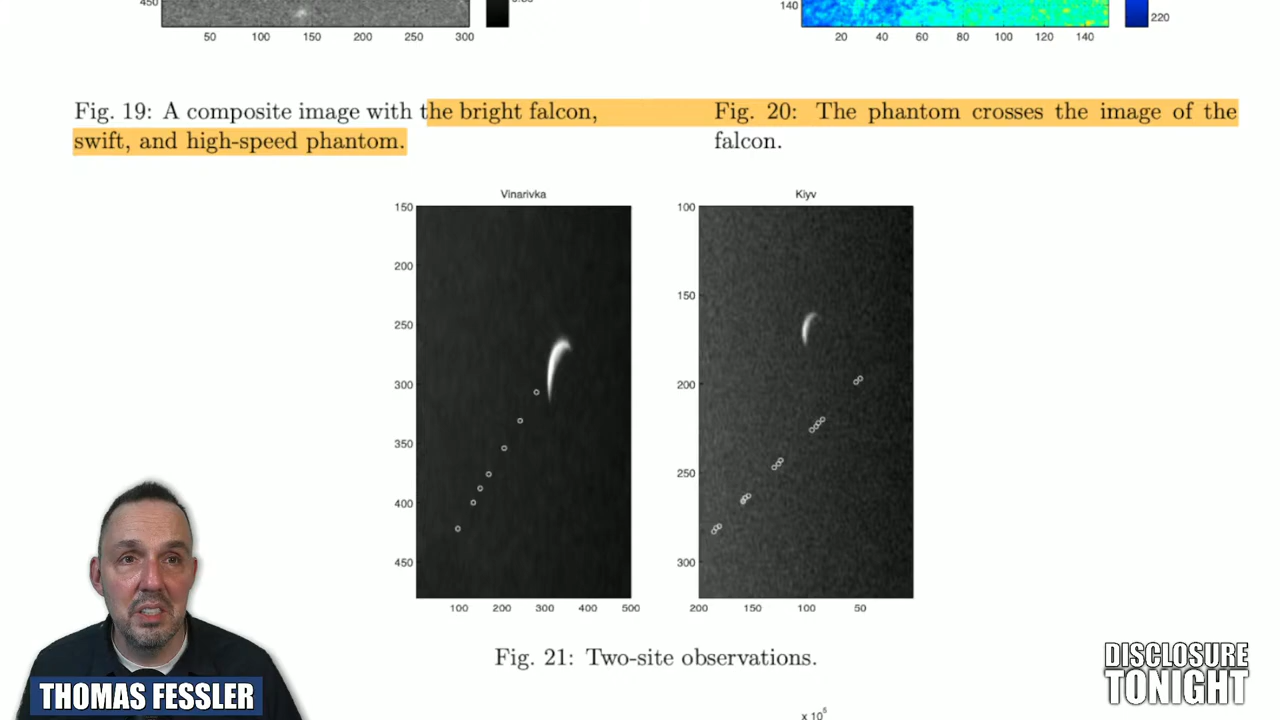 450
50 100 150 200 250 300
140
220
20 40 60 80 100 120 140
Fig. 19: A composite image with the bright falcon,
swift, and high-speed phantom.
Fig. 20: The phantom crosses the image of the
falcon.
Vinarivka
150
200
250
300
350
400
450
100 200 300 400 500
Kiyv
100
150
200
250
300
200 150 100 50
Fig. 21: Two-site observations.
x 10⁵
THOMAS FESSLER
DISCLOSURE
TONIGHT